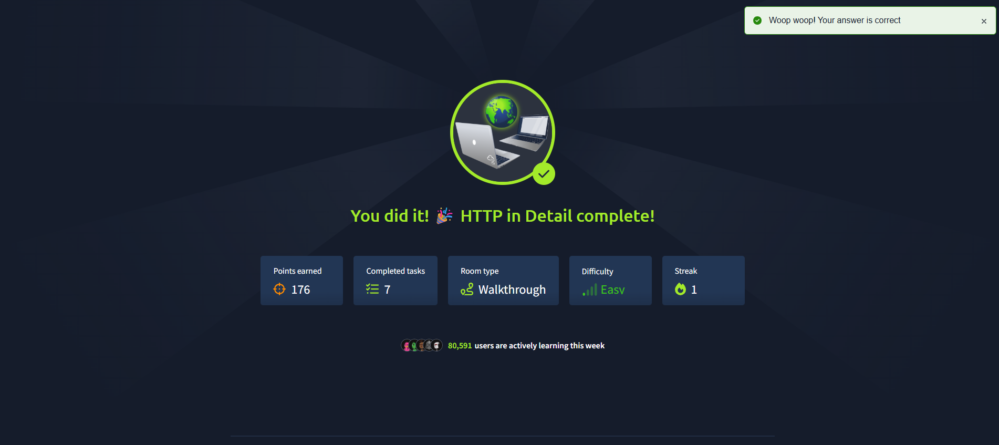 Woop woop! Your answer is correct
You did it! 🎉 HTTP in Detail complete!
Points earned
176
Completed tasks
7
Room type
Walkthrough
Difficulty
Easy
Streak
1
80,591 users are actively learning this week